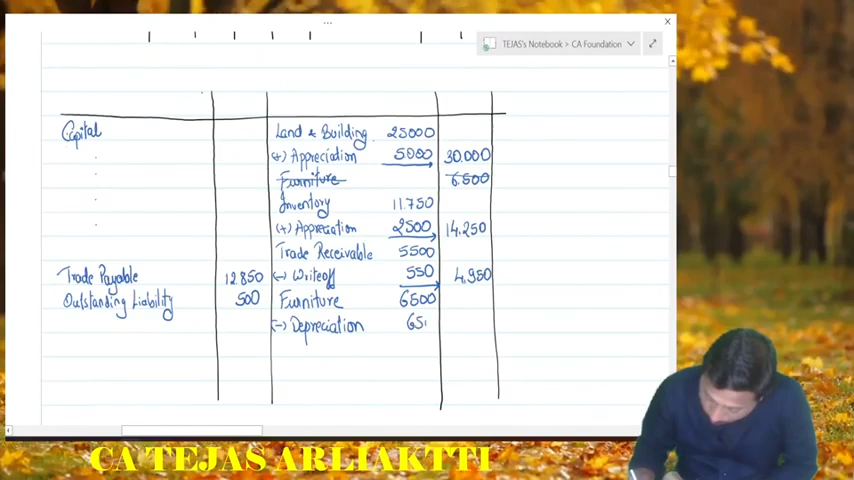 TEJAS's Notebook > CA Foundation
Capital Land & Building 25000
(+) Appreciation 5000 30.000
Furniture 6.500
Inventory 11.750
(+) Appreciation 2500 14.250
Trade Receivable 5500
Trade Payable 12.850 (-) Writeoff 550 4.950
Outstanding Liability 500 Furniture 6500
(-) Depreciation 65
CA TEJAS ARLIAKTTI